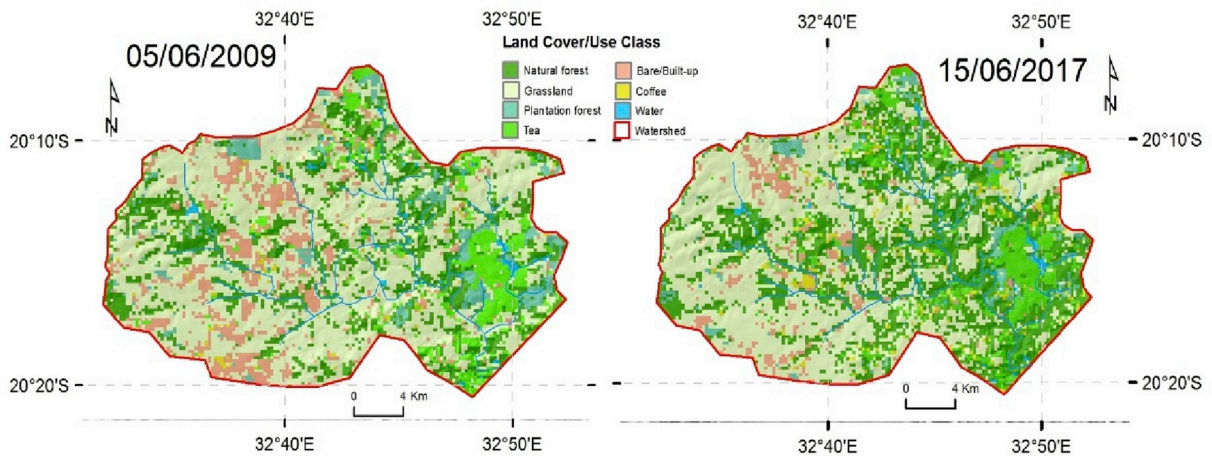 32°40'E 32°50'E 32°40'E 32°50'E
05/06/2009
Land Cover/Use Class
Natural forest Bare/Built-up
Grassland Coffee
Plantation forest Water
Tea Watershed
15/06/2017
N
N
20°10'S 20°10'S
20°20'S 20°20'S
0 4 Km
0 4 Km
32°40'E 32°50'E 32°40'E 32°50'E